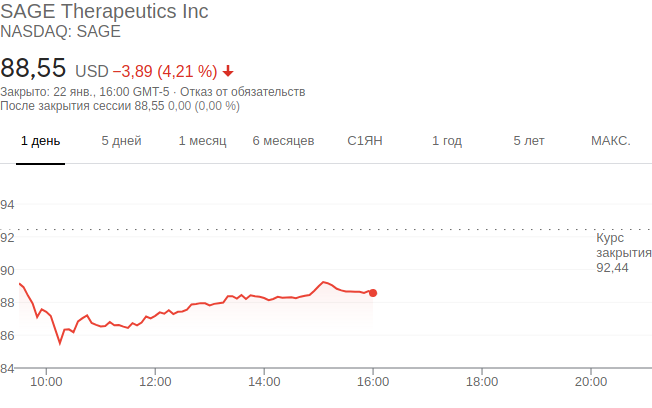 SAGE Therapeutics Inc
NASDAQ: SAGE
88,55 USD −3,89 (4,21 %)
Закрыто: 22 янв., 16:00 GMT-5 · Отказ от обязательств
После закрытия сессии 88,55 0,00 (0,00 %)
1 день 5 дней 1 месяц 6 месяцев С1ЯН 1 год 5 лет МАКС.
94
92
90
88
86
84
Курс
закрытия
92,44
10:00 12:00 14:00 16:00 18:00 20:00